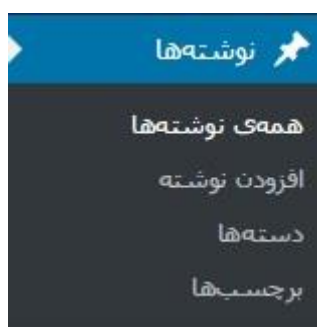 نوشته‌ها
همه‌ی نوشته‌ها
افزودن نوشته
دسته‌ها
برچسب‌ها